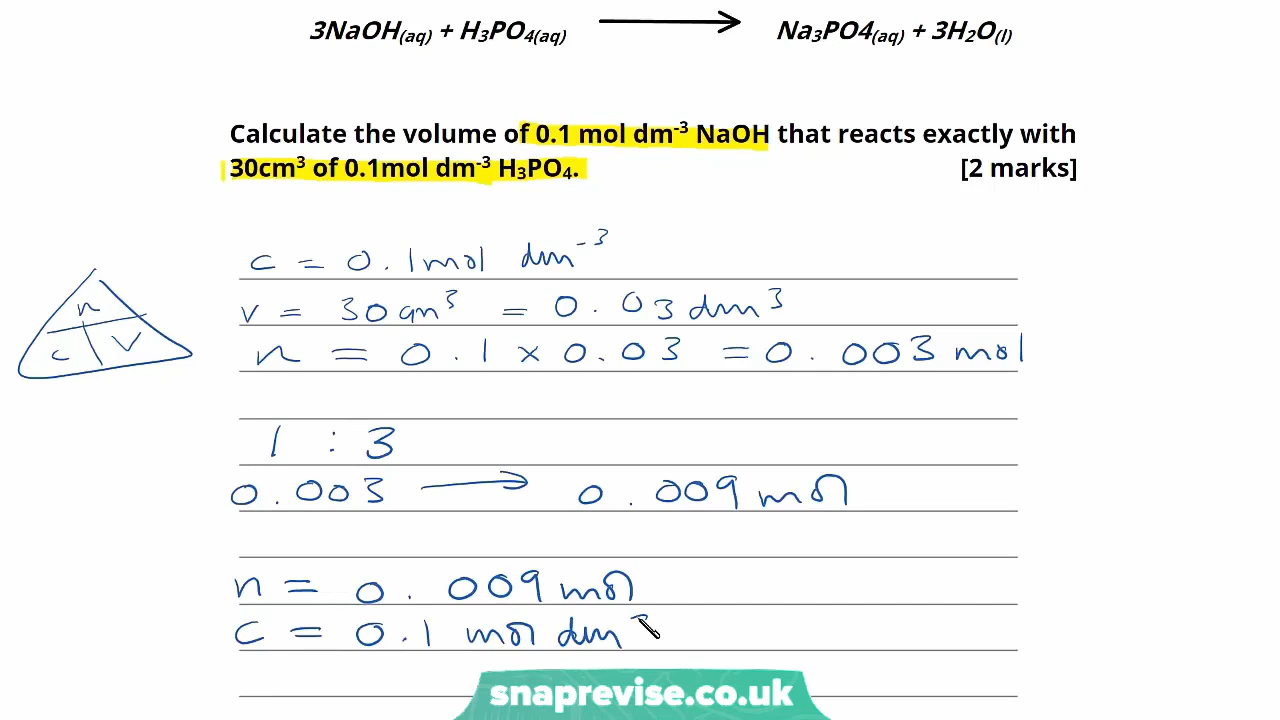 3NaOH(aq) + H3PO4(aq) ⟶ Na3PO4(aq) + 3H2O(l)
Calculate the volume of 0.1 mol dm-3 NaOH that reacts exactly with
30cm3 of 0.1mol dm-3 H3PO4. [2 marks]
c = 0.1mol dm-3
n
c V
v = 30cm3 = 0.03dm3
n = 0.1 × 0.03 = 0.003 mol
1 : 3
0.003 ⟶ 0.009 mol
n = 0.009 mol
c = 0.1 mol dm3
snaprevise.co.uk